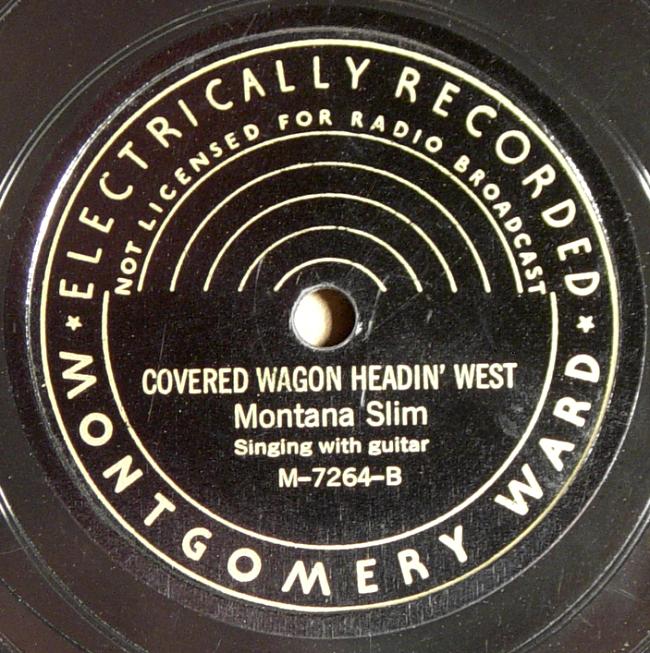 ELECTRICALLY RECORDED
NOT LICENSED FOR RADIO BROADCAST
COVERED WAGON HEADIN' WEST
Montana Slim
Singing with guitar
M-7264-B
★ MONTGOMERY WARD ★